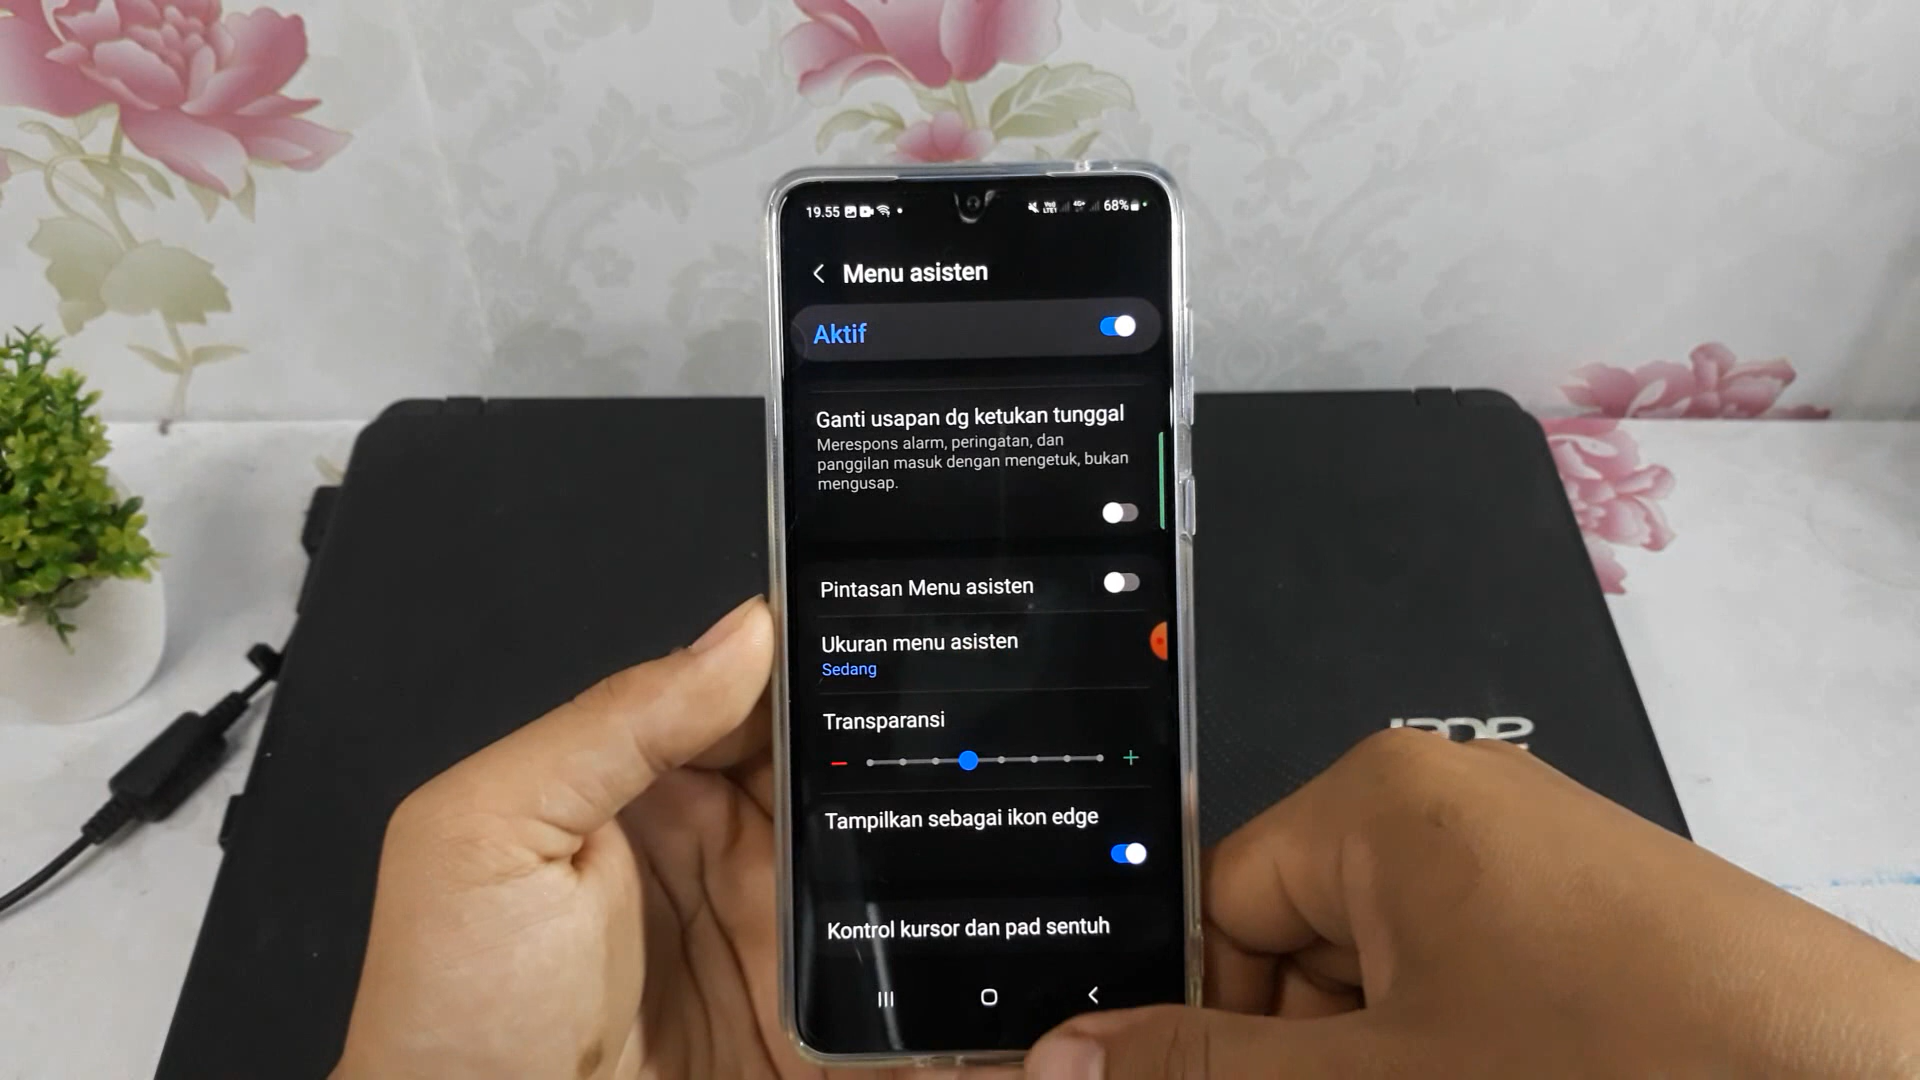 19.55
68%
Menu asisten
Aktif
Ganti usapan dg ketukan tunggal
Merespons alarm, peringatan, dan
panggilan masuk dengan mengetuk, bukan
mengusap.
Pintasan Menu asisten
Ukuran menu asisten
Sedang
Transparansi
Tampilkan sebagai ikon edge
Kontrol kursor dan pad sentuh
acer